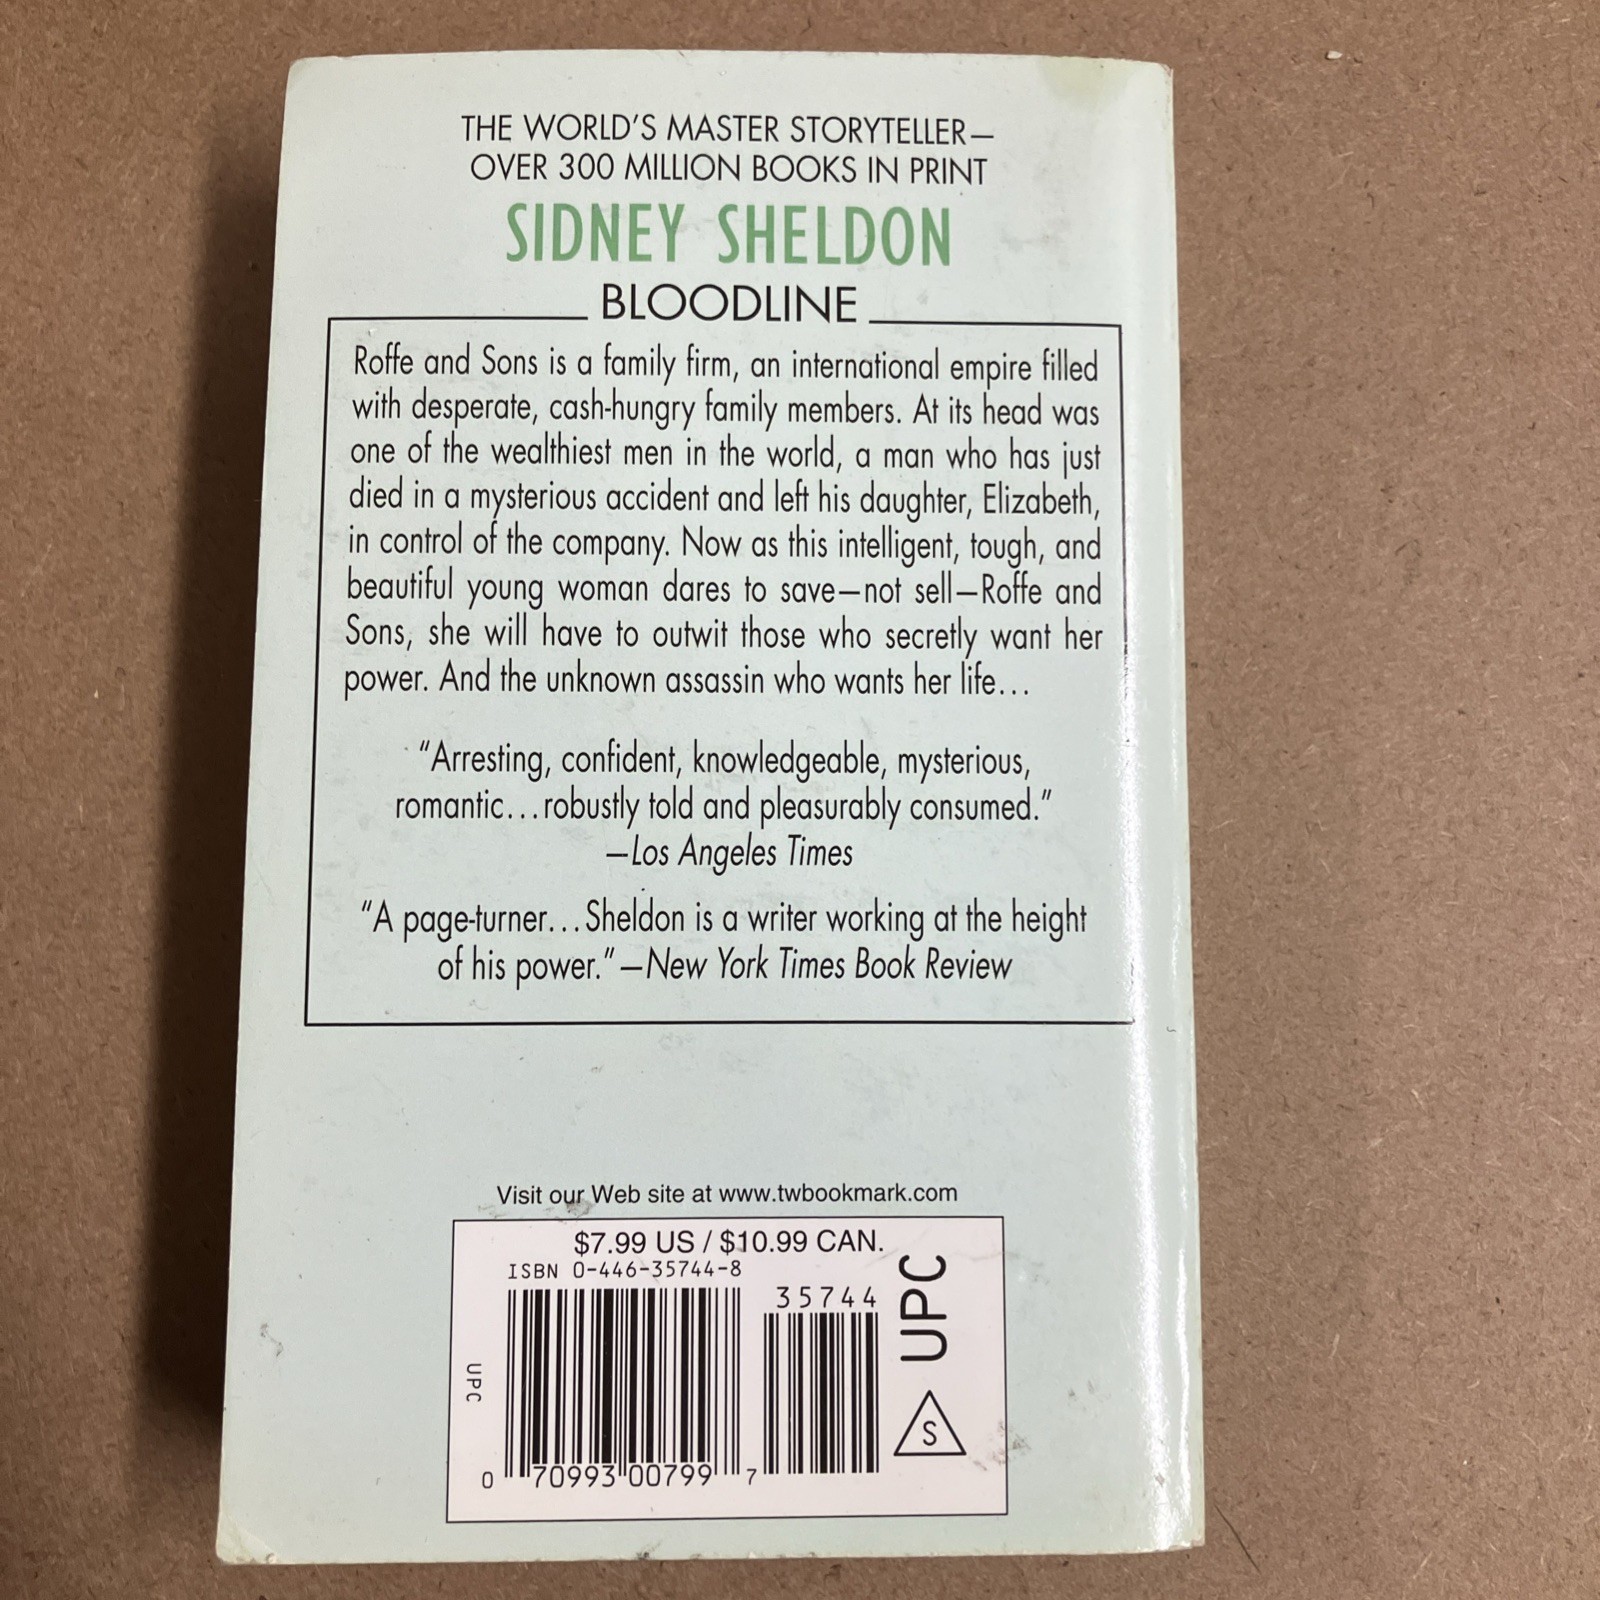 THE WORLD'S MASTER STORYTELLER—
OVER 300 MILLION BOOKS IN PRINT
SIDNEY SHELDON
BLOODLINE
Roffe and Sons is a family firm, an international empire filled
with desperate, cash-hungry family members. At its head was
one of the wealthiest men in the world, a man who has just
died in a mysterious accident and left his daughter, Elizabeth,
in control of the company. Now as this intelligent, tough, and
beautiful young woman dares to save—not sell—Roffe and
Sons, she will have to outwit those who secretly want her
power. And the unknown assassin who wants her life...
"Arresting, confident, knowledgeable, mysterious,
romantic...robustly told and pleasurably consumed."
—Los Angeles Times
"A page-turner...Sheldon is a writer working at the height
of his power."—New York Times Book Review
Visit our Web site at www.twbookmark.com
$7.99 US / $10.99 CAN.
ISBN 0-446-35744-8
35744
UPC
UPC
S
0 70993 00799 7